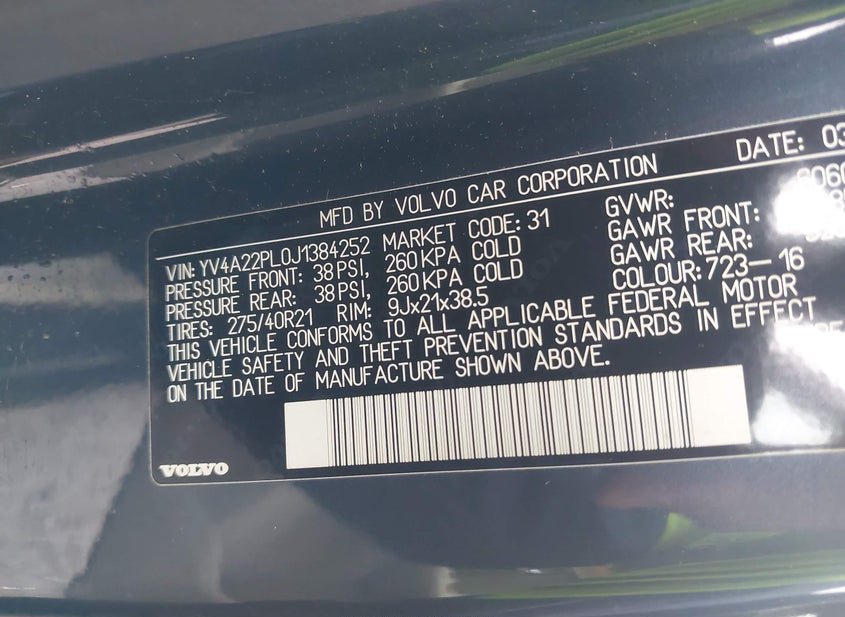 DATE: 03
MFD BY VOLVO CAR CORPORATION
VIN: YV4A22PL0J1384252 MARKET CODE: 31 GVWR:
PRESSURE FRONT: 38 PSI, 260 KPA COLD GAWR FRONT:
PRESSURE REAR: 38 PSI, 260 KPA COLD GAWR REAR:
TIRES: 275/40R21 RIM: 9Jx21x38.5 COLOUR: 723-16
THIS VEHICLE CONFORMS TO ALL APPLICABLE FEDERAL MOTOR
VEHICLE SAFETY AND THEFT PREVENTION STANDARDS IN EFFECT
ON THE DATE OF MANUFACTURE SHOWN ABOVE.
VOLVO